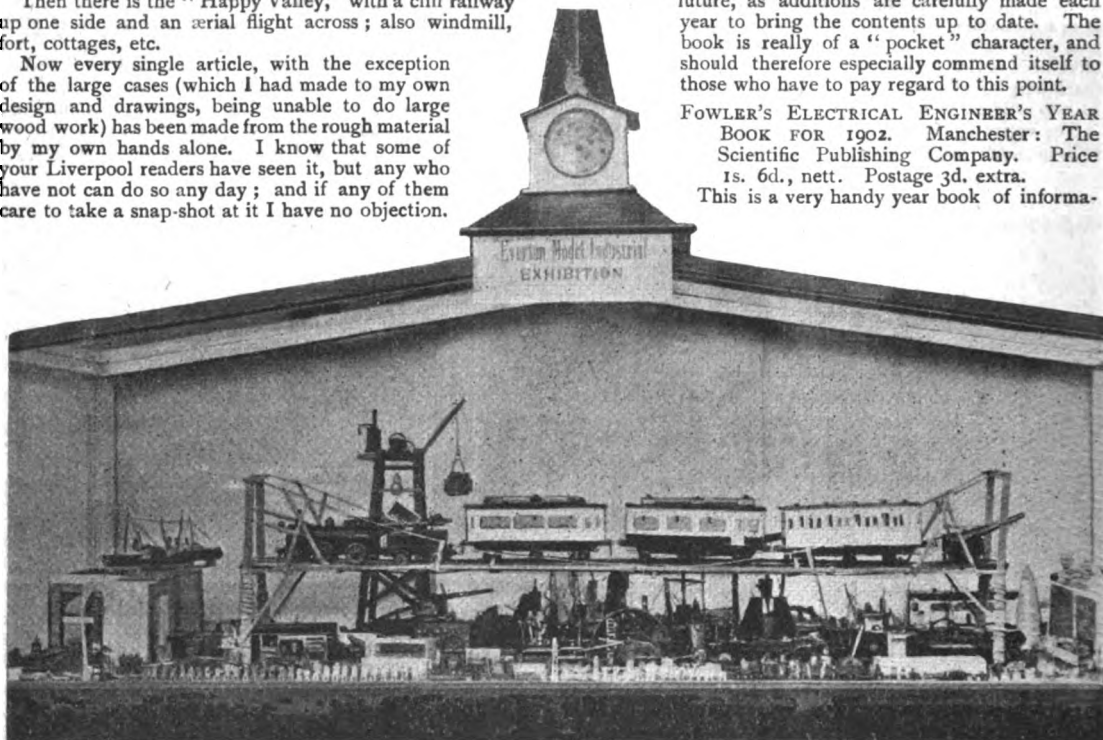 Then there is the " Happy Valley," with a cliff railway
up one side and an ærial flight across ; also windmill,
fort, cottages, etc.
Now every single article, with the exception
of the large cases (which I had made to my own
design and drawings, being unable to do large
wood work) has been made from the rough material
by my own hands alone. I know that some of
your Liverpool readers have seen it, but any who
have not can do so any day ; and if any of them
care to take a snap-shot at it I have no objection.
future, as additions are carefully made each
year to bring the contents up to date. The
book is really of a " pocket " character, and
should therefore especially commend itself to
those who have to pay regard to this point.
FOWLER'S ELECTRICAL ENGINEER'S YEAR
BOOK FOR 1902. Manchester : The
Scientific Publishing Company. Price
1s. 6d., nett. Postage 3d. extra.
This is a very handy year book of informa-
Everton Model Industrial
EXHIBITION